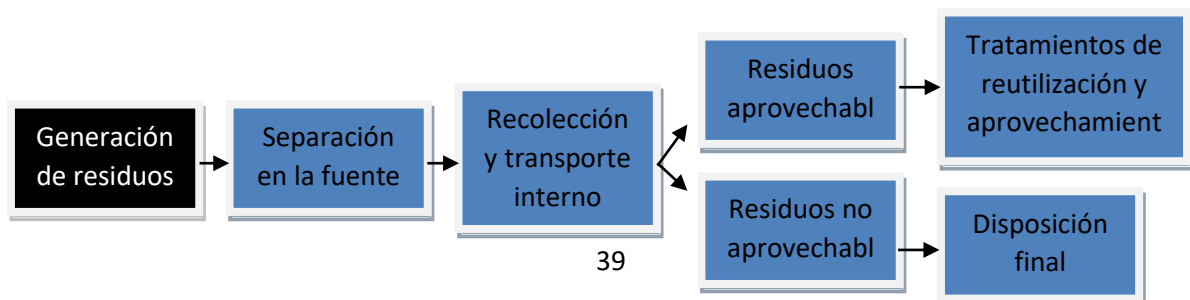 Generación
de residuos
Separación
en la fuente
Recolección
y transporte
interno
Residuos
aprovechabl
Tratamientos de
reutilización y
aprovechamient
Residuos no
aprovechabl
Disposición
final
39